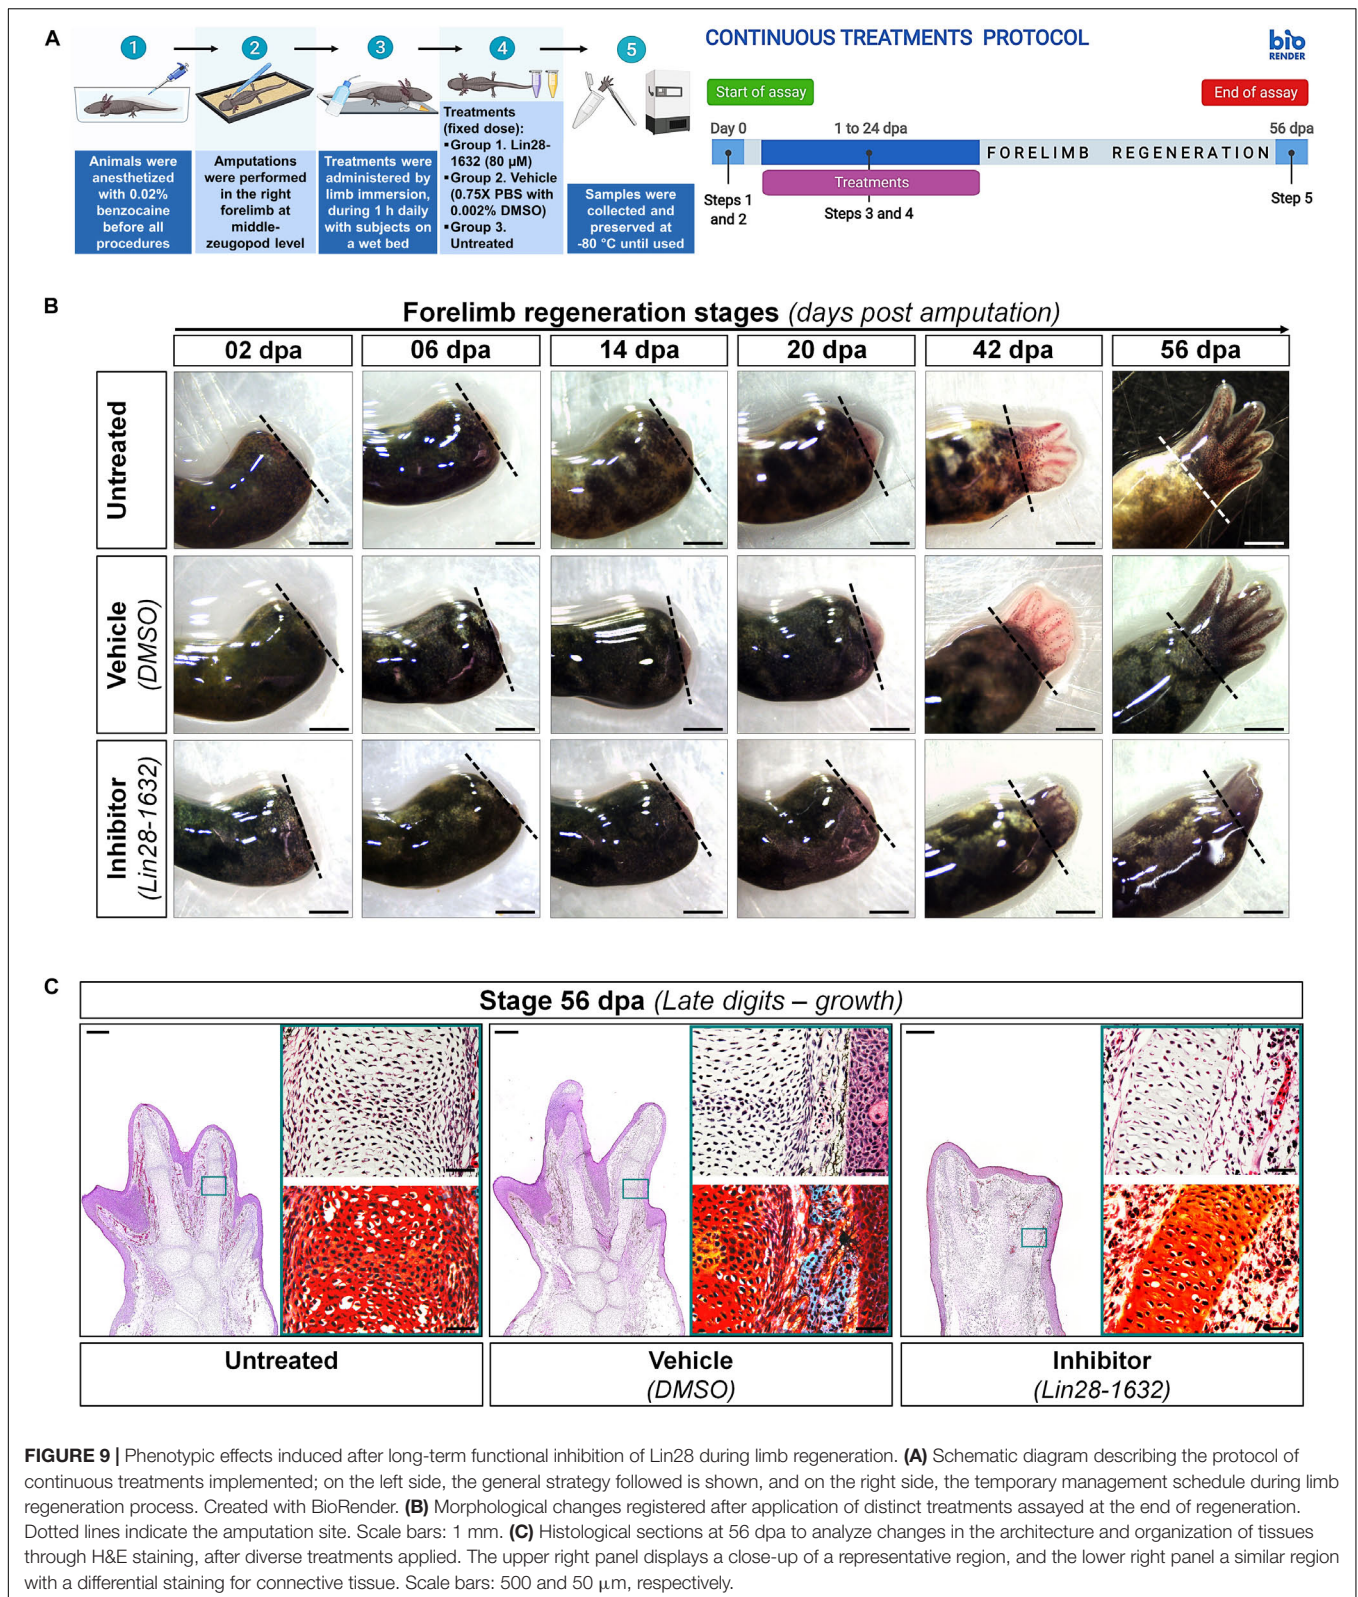 A
1
2
3
4
5
Animals were
anesthetized
with 0.02%
benzocaine
before all
procedures
Amputations
were performed
in the right
forelimb at
middle-
zeugopod level
Treatments were
administered by
limb immersion,
during 1 h daily
with subjects on
a wet bed
Treatments
(fixed dose):
▪Group 1. Lin28-
1632 (80 µM)
▪Group 2. Vehicle
(0.75X PBS with
0.002% DMSO)
▪Group 3.
Untreated
Samples were
collected and
preserved at
-80 °C until used
CONTINUOUS TREATMENTS PROTOCOL
bio
RENDER
Start of assay
End of assay
Day 0
1 to 24 dpa
56 dpa
FORELIMB REGENERATION
Treatments
Steps 1
and 2
Steps 3 and 4
Step 5
B
Forelimb regeneration stages (days post amputation)
02 dpa
06 dpa
14 dpa
20 dpa
42 dpa
56 dpa
Untreated
Vehicle
(DMSO)
Inhibitor
(Lin28-1632)
C
Stage 56 dpa (Late digits – growth)
Untreated
Vehicle
(DMSO)
Inhibitor
(Lin28-1632)
FIGURE 9 | Phenotypic effects induced after long-term functional inhibition of Lin28 during limb regeneration. (A) Schematic diagram describing the protocol of
continuous treatments implemented; on the left side, the general strategy followed is shown, and on the right side, the temporary management schedule during limb
regeneration process. Created with BioRender. (B) Morphological changes registered after application of distinct treatments assayed at the end of regeneration.
Dotted lines indicate the amputation site. Scale bars: 1 mm. (C) Histological sections at 56 dpa to analyze changes in the architecture and organization of tissues
through H&E staining, after diverse treatments applied. The upper right panel displays a close-up of a representative region, and the lower right panel a similar region
with a differential staining for connective tissue. Scale bars: 500 and 50 µm, respectively.